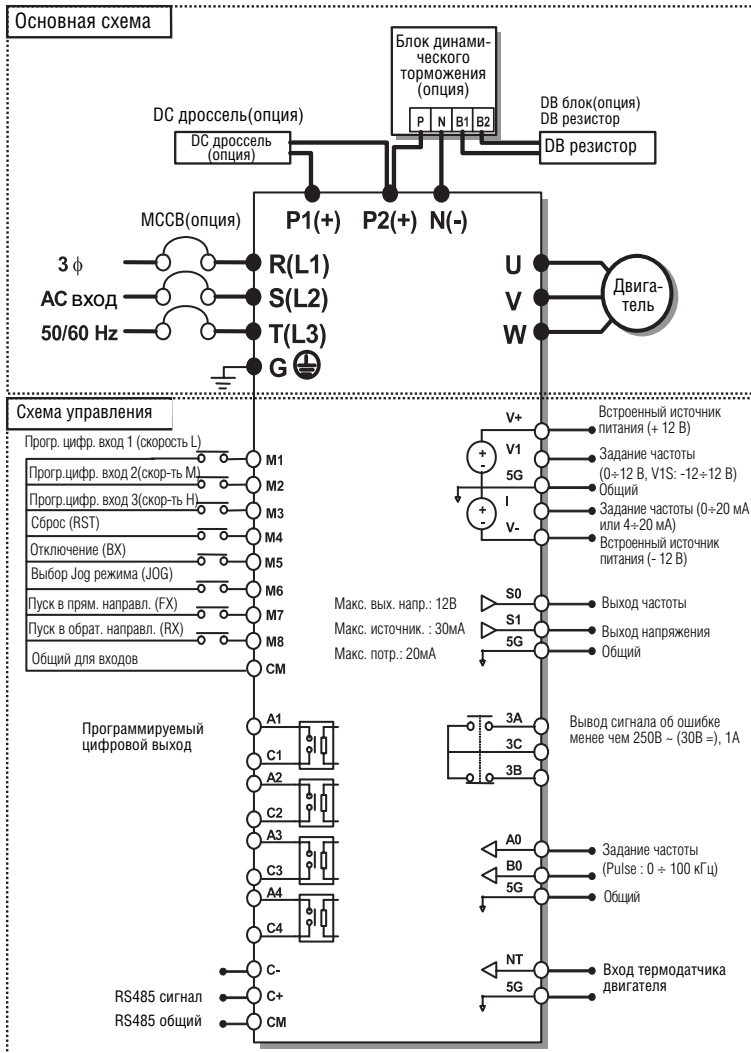 Основная схема
Блок динами-
ческого
торможения
(опция)
P N B1 B2
DC дроссель(опция)
DC дроссель
(опция)
DB блок(опция)
DB резистор
DB резистор
MCCB(опция)
P1(+) P2(+) N(-)
3 ϕ
R(L1)
U
AC вход
S(L2)
V
50/60 Hz
T(L3)
W
G
Двига-
тель
Схема управления
Прогр. цифр. вход 1 (скорость L)
M1
Прогр.цифр. вход 2(скор-ть M)
M2
Прогр.цифр. вход 3(скор-ть H)
M3
Сброс (RST)
M4
Отключение (BX)
M5
Выбор Jog режима (JOG)
M6
Пуск в прям. направл. (FX)
M7
Пуск в обрат. направл. (RX)
M8
Общий для входов
CM
V+
Встроенный источник
питания (+ 12 В)
V1
+
-
Задание частоты
(0÷12 В, V1S: -12÷12 В)
5G
Общий
I
+
-
Задание частоты (0÷20 мА
или 4÷20 мА)
V-
Встроенный источник
питания (- 12 В)
Макс. вых. напр.: 12В
S0
Выход частоты
Макс. источник. : 30мА
S1
Выход напряжения
Макс. потр.: 20мА
5G
Общий
Программируемый
цифровой выход
A1
C1
A2
C2
A3
C3
A4
C4
3A
3C
3B
Вывод сигнала об ошибке
менее чем 250В ~ (30В =), 1А
A0
Задание частоты
B0
(Pulse : 0 ÷ 100 кГц)
5G
Общий
C-
RS485 сигнал
C+
RS485 общий
CM
NT
Вход термодатчика
двигателя
5G